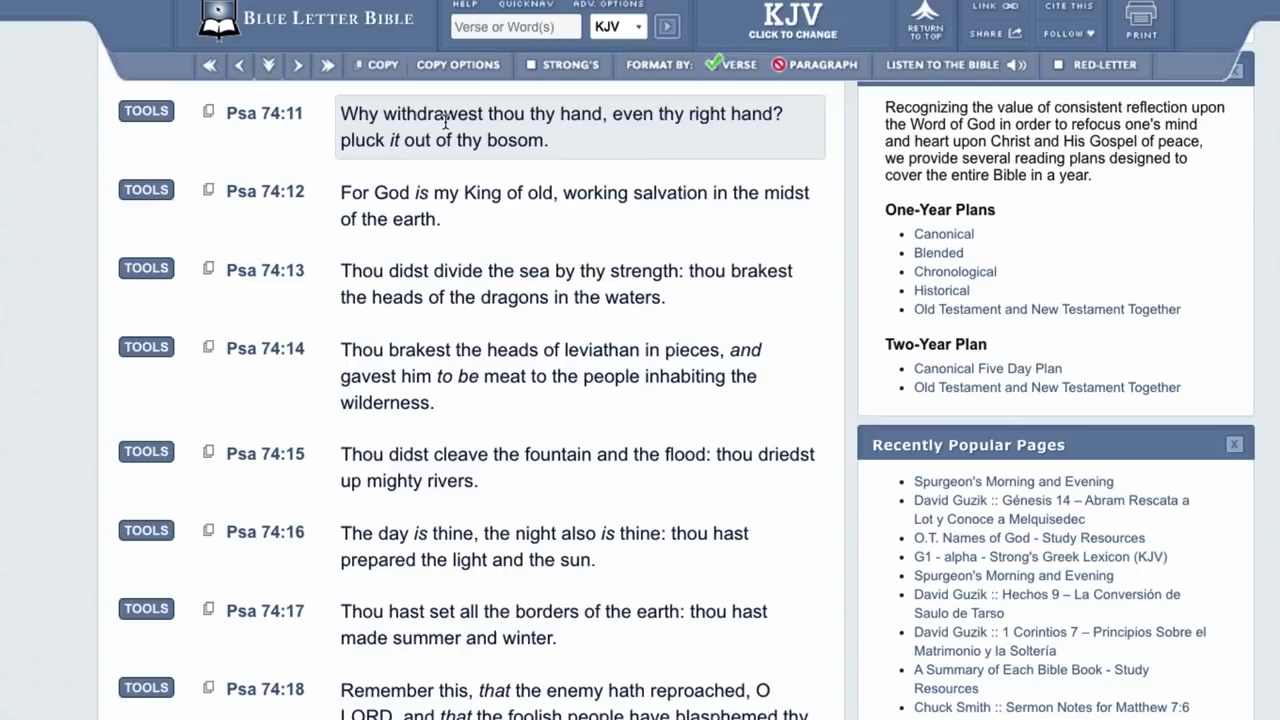 BLUE LETTER BIBLE
HELP QUICKNAV ADV. OPTIONS
Verse or Word(s) KJV
KJV
CLICK TO CHANGE
RETURN
TO TOP
LINK CITE THIS
SHARE FOLLOW
PRINT
COPY COPY OPTIONS STRONG'S FORMAT BY: VERSE PARAGRAPH LISTEN TO THE BIBLE RED-LETTER X
TOOLS Psa 74:11 Why withdrawest thou thy hand, even thy right hand?
pluck it out of thy bosom.
TOOLS Psa 74:12 For God is my King of old, working salvation in the midst
of the earth.
TOOLS Psa 74:13 Thou didst divide the sea by thy strength: thou brakest
the heads of the dragons in the waters.
TOOLS Psa 74:14 Thou brakest the heads of leviathan in pieces, and
gavest him to be meat to the people inhabiting the
wilderness.
TOOLS Psa 74:15 Thou didst cleave the fountain and the flood: thou driedst
up mighty rivers.
TOOLS Psa 74:16 The day is thine, the night also is thine: thou hast
prepared the light and the sun.
TOOLS Psa 74:17 Thou hast set all the borders of the earth: thou hast
made summer and winter.
TOOLS Psa 74:18 Remember this, that the enemy hath reproached, O
LORD, and that the foolish people have blasphemed thy
Recognizing the value of consistent reflection upon
the Word of God in order to refocus one's mind
and heart upon Christ and His Gospel of peace,
we provide several reading plans designed to
cover the entire Bible in a year.
One-Year Plans
Canonical
Blended
Chronological
Historical
Old Testament and New Testament Together
Two-Year Plan
Canonical Five Day Plan
Old Testament and New Testament Together
Recently Popular Pages X
Spurgeon's Morning and Evening
David Guzik :: Génesis 14 – Abram Rescata a
Lot y Conoce a Melquisedec
O.T. Names of God - Study Resources
G1 - alpha - Strong's Greek Lexicon (KJV)
Spurgeon's Morning and Evening
David Guzik :: Hechos 9 – La Conversión de
Saulo de Tarso
David Guzik :: 1 Corintios 7 – Principios Sobre el
Matrimonio y la Soltería
A Summary of Each Bible Book - Study
Resources
Chuck Smith :: Sermon Notes for Matthew 7:6